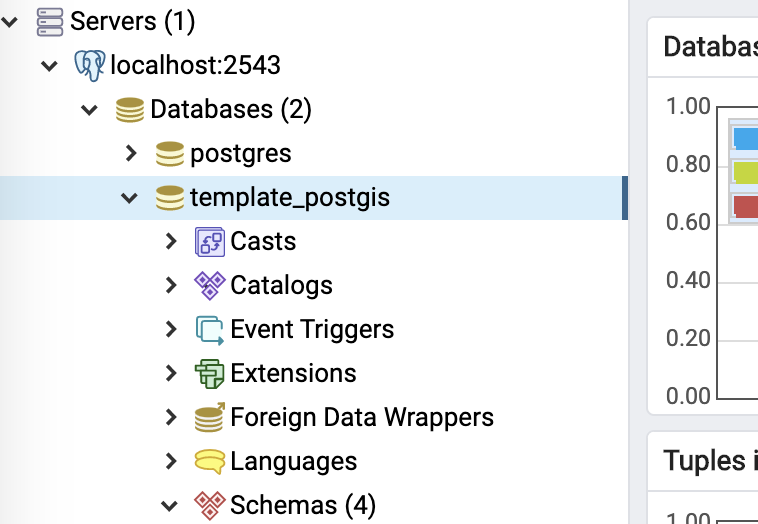 Servers (1)
localhost:2543
Databases (2)
postgres
template_postgis
Casts
Catalogs
Event Triggers
Extensions
Foreign Data Wrappers
Languages
Schemas (4)
1.00
0.80
0.60
0.40
0.20
0.00
Tuples i
1.00